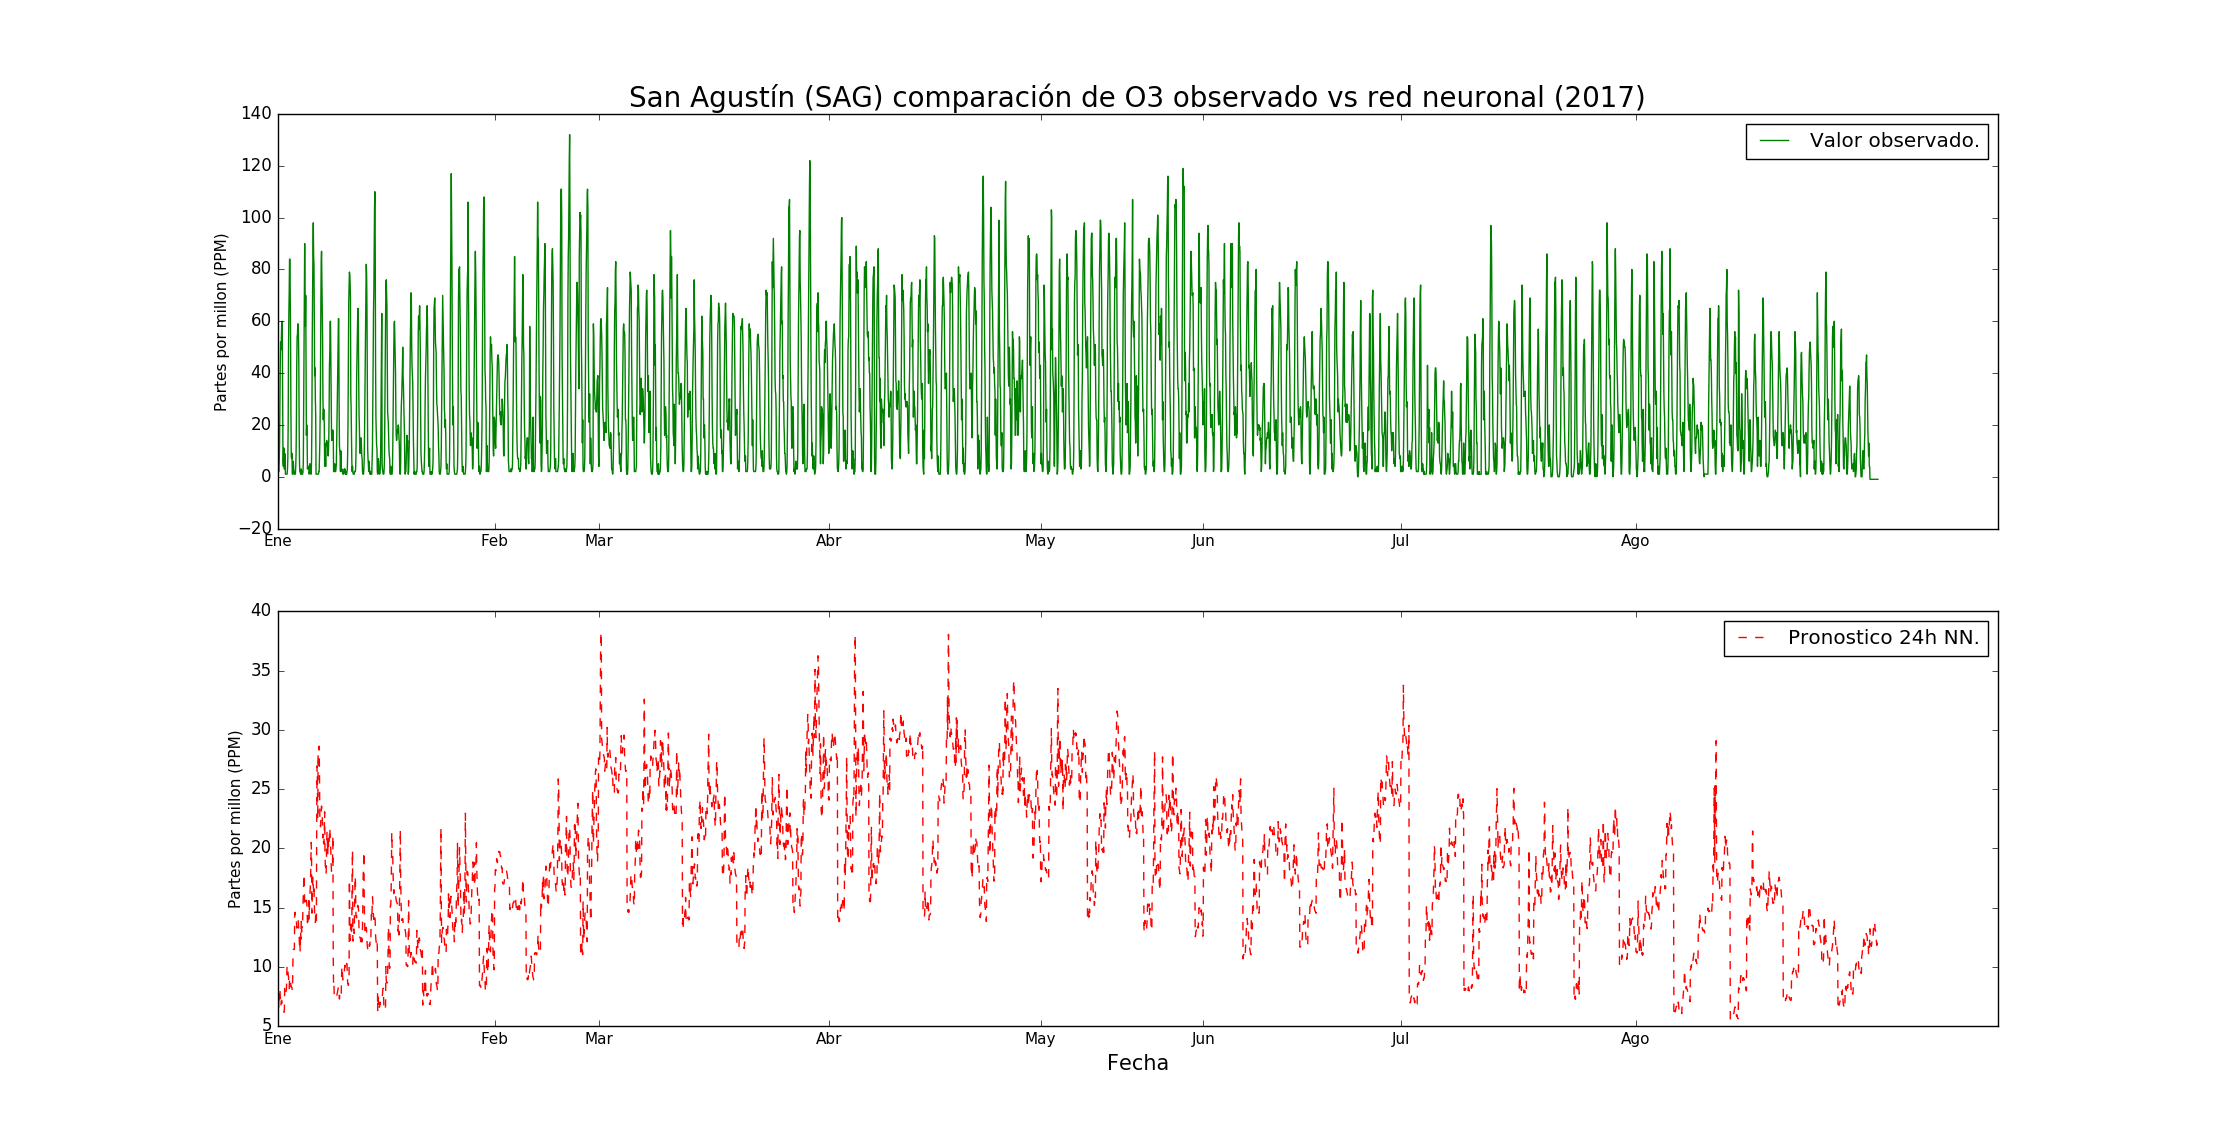 San Agustín (SAG) comparación de O3 observado vs red neuronal (2017)
140
120
100
80
60
40
20
0
−20
Partes por millon (PPM)
Valor observado.
Ene Feb Mar Abr May Jun Jul Ago
40
35
30
25
20
15
10
5
Partes por millon (PPM)
Pronostico 24h NN.
Ene Feb Mar Abr May Jun Jul Ago
Fecha